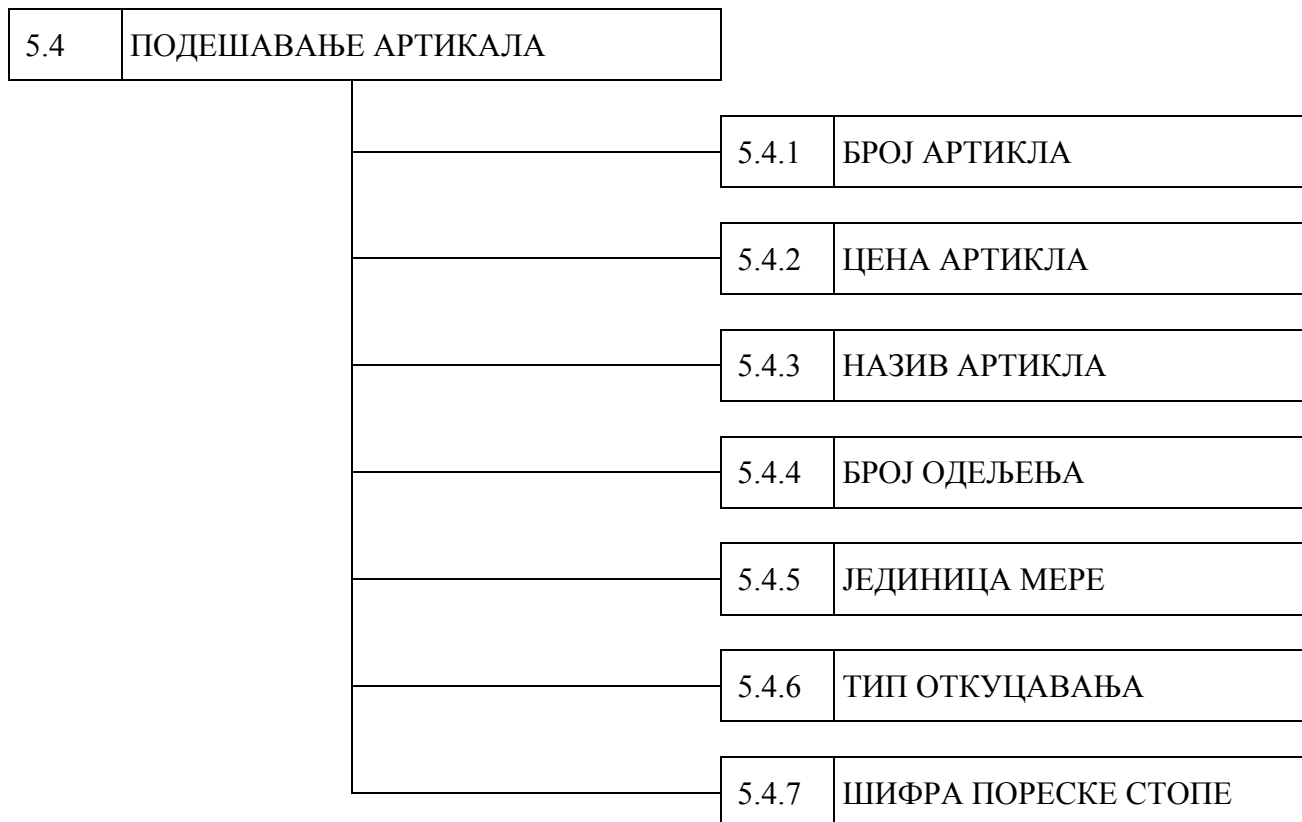 5.4 ПОДЕШАВАЊЕ АРТИКАЛА
5.4.1 БРОЈ АРТИКЛА
5.4.2 ЦЕНА АРТИКЛА
5.4.3 НАЗИВ АРТИКЛА
5.4.4 БРОЈ ОДЕЉЕЊА
5.4.5 ЈЕДИНИЦА МЕРЕ
5.4.6 ТИП ОТКУЦАВАЊА
5.4.7 ШИФРА ПОРЕСКЕ СТОПЕ